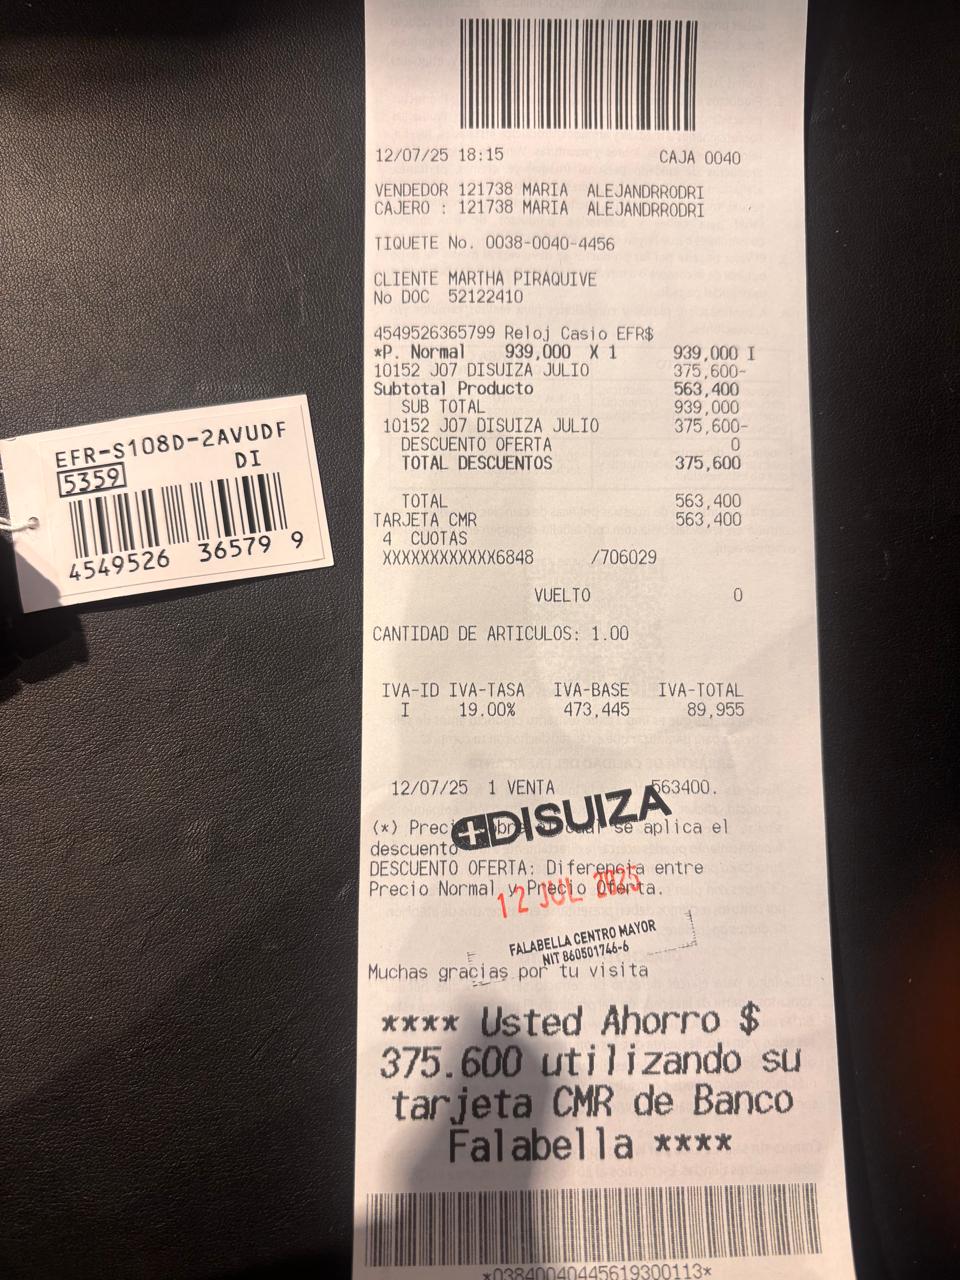 12/07/25 18:15 CAJA 0040
VENDEDOR 121738 MARIA ALEJANDRRODRI
CAJERO : 121738 MARIA ALEJANDRRODRI
TIQUETE No. 0038-0040-4456
CLIENTE MARTHA PIRAQUIVE
No DOC 52122410
4549526365799 Reloj Casio EFR$
*P. Normal 939,000 X 1 939,000 I
10152 J07 DISUIZA JULIO 375,600-
Subtotal Producto 563,400
SUB TOTAL 939,000
10152 J07 DISUIZA JULIO 375,600-
DESCUENTO OFERTA 0
TOTAL DESCUENTOS 375,600
TOTAL 563,400
TARJETA CMR 563,400
4 CUOTAS
XXXXXXXXXXXX6848 /706029
VUELTO 0
CANTIDAD DE ARTICULOS: 1.00
IVA-ID IVA-TASA IVA-BASE IVA-TOTAL
I 19.00% 473,445 89,955
12/07/25 1 VENTA 563400.
DISUIZA
(*) Precio sobre el cual se aplica el
descuento
DESCUENTO OFERTA: Diferencia entre
Precio Normal y Precio Oferta.
12 JUL 2025
FALABELLA CENTRO MAYOR
NIT 860501746-6
Muchas gracias por tu visita
**** Usted Ahorro $
375.600 utilizando su
tarjeta CMR de Banco
Falabella ****
*03840040445619300113*
EFR-S108D-2AVUDF
DI
5359
4549526 36579 9